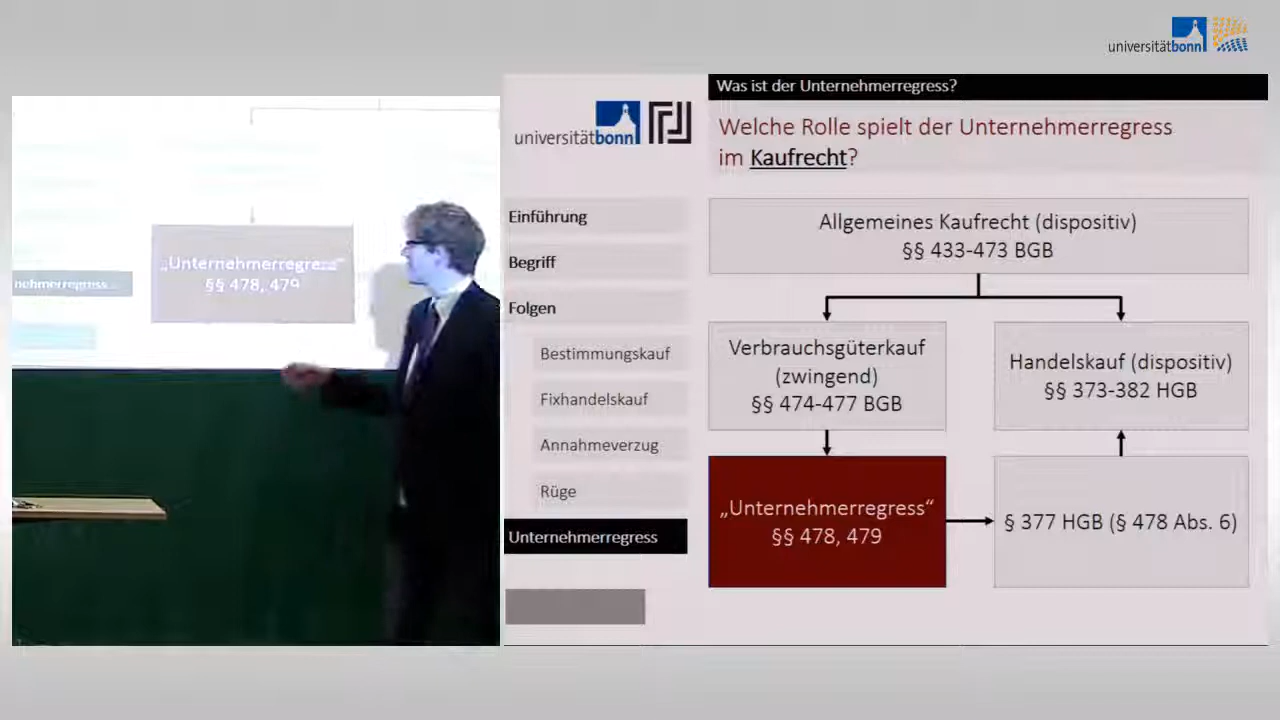 universitätbonn
Was ist der Unternehmerregress?
universitätbonn
Welche Rolle spielt der Unternehmerregress
im Kaufrecht?
Einführung
Begriff
Folgen
Bestimmungskauf
Fixhandelskauf
Annahmeverzug
Rüge
Unternehmerregress
Allgemeines Kaufrecht (dispositiv)
§§ 433-473 BGB
Verbrauchsgüterkauf
(zwingend)
§§ 474-477 BGB
Handelskauf (dispositiv)
§§ 373-382 HGB
„Unternehmerregress“
§§ 478, 479
§ 377 HGB (§ 478 Abs. 6)
„Unternehmerregress“
§§ 478, 479
nehmerregress